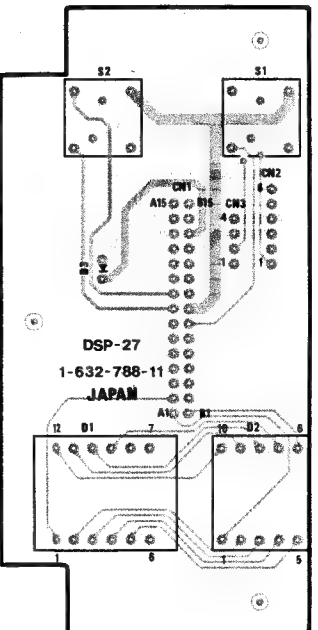 S2 S1
CN1 CN2
A15 B15 6
CN3
4
D3
1 1
DSP-27
1-632-788-11
JAPAN
A1 B1
12 D1 7 10 D2 6
1 6 1 5